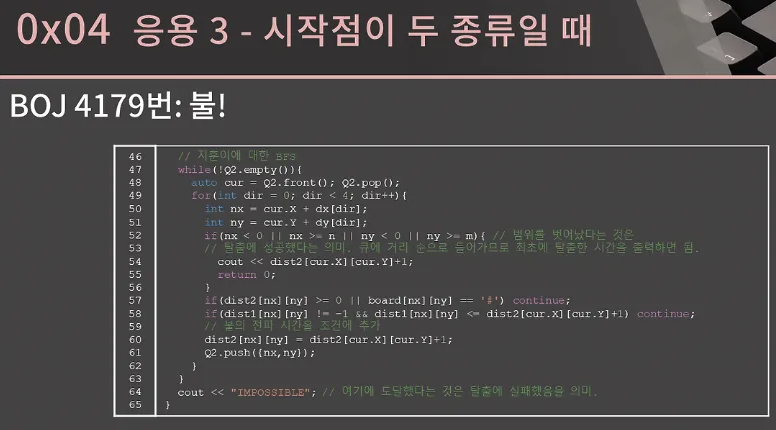 0x04 응용 3 - 시작점이 두 종류일 때
BOJ 4179번: 불!
46 // 지훈이에 대한 BFS
47 while(!Q2.empty()){
48 auto cur = Q2.front(); Q2.pop();
49 for(int dir = 0; dir < 4; dir++){
50 int nx = cur.X + dx[dir];
51 int ny = cur.Y + dy[dir];
52 if(nx < 0 || nx >= n || ny < 0 || ny >= m){ // 범위를 벗어났다는 것은
53 // 탈출에 성공했다는 의미. 큐에 거리 순으로 들어가므로 최초에 탈출한 시간을 출력하면 됨.
54 cout << dist2[cur.X][cur.Y]+1;
55 return 0;
56 }
57 if(dist2[nx][ny] >= 0 || board[nx][ny] == '#') continue;
58 if(dist1[nx][ny] != -1 && dist1[nx][ny] <= dist2[cur.X][cur.Y]+1) continue;
59 // 불의 전파 시간을 조건에 추가
60 dist2[nx][ny] = dist2[cur.X][cur.Y]+1;
61 Q2.push({nx,ny});
62 }
63 }
64 cout << "IMPOSSIBLE"; // 여기에 도달했다는 것은 탈출에 실패했음을 의미.
65 }